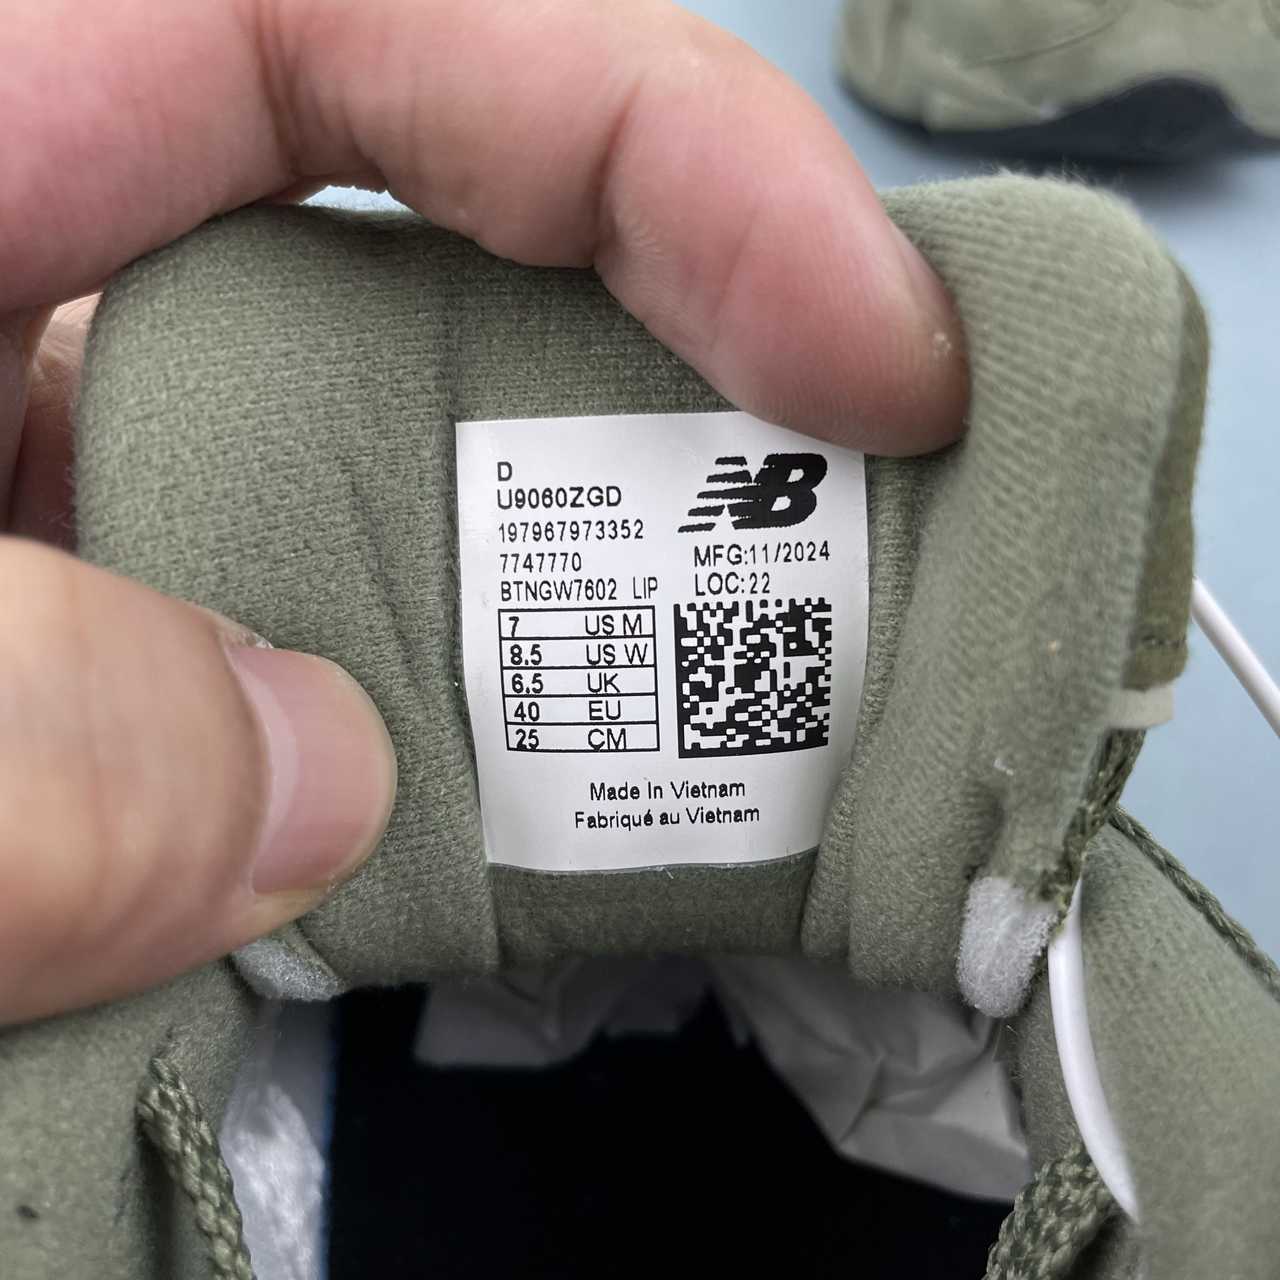 D
U9060ZGD
197967973352
7747770
BTNGW7602 LIP
NB
MFG:11/2024
LOC:22
7 US M
8.5 US W
6.5 UK
40 EU
25 CM
Made In Vietnam
Fabriqué au Vietnam